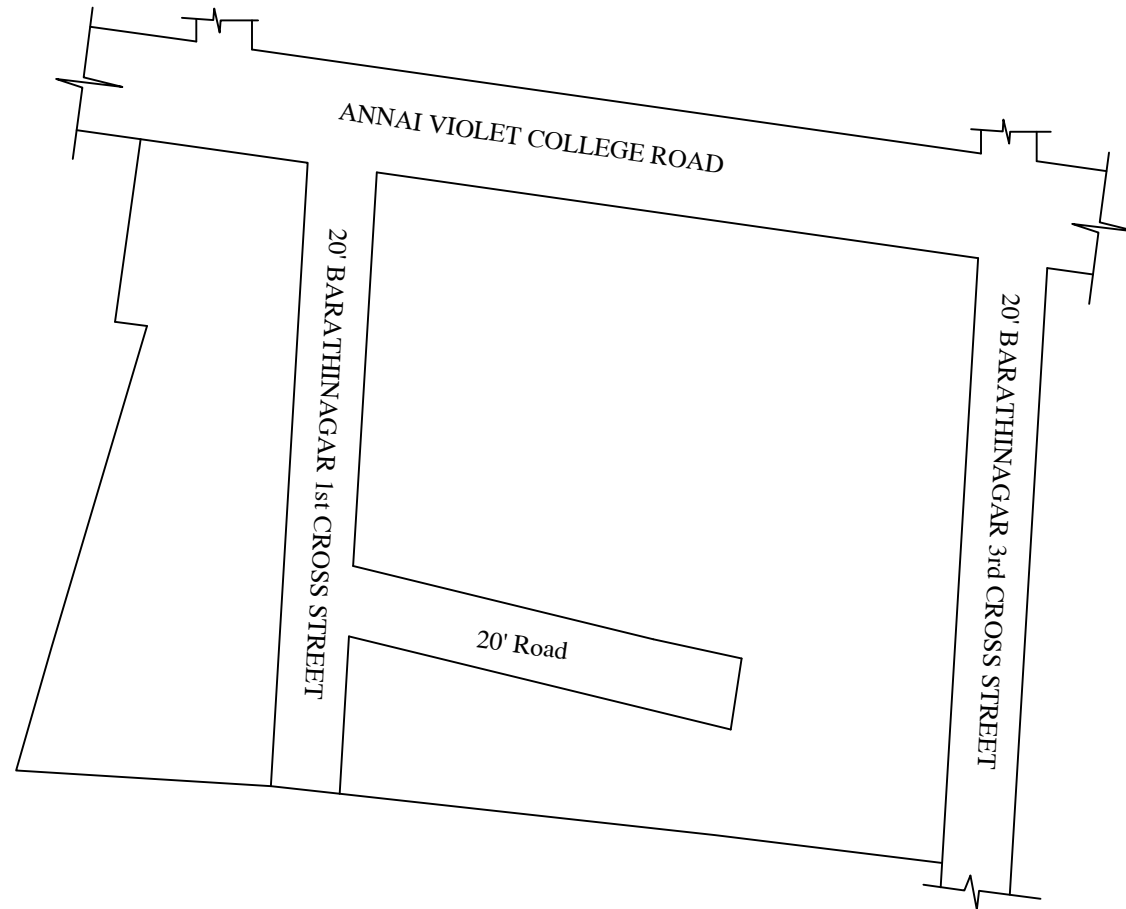 ANNAI VIOLET COLLEGE ROAD
20' BARATHINAGAR 1st CROSS STREET
20' BARATHINAGAR 3rd CROSS STREET
20' Road